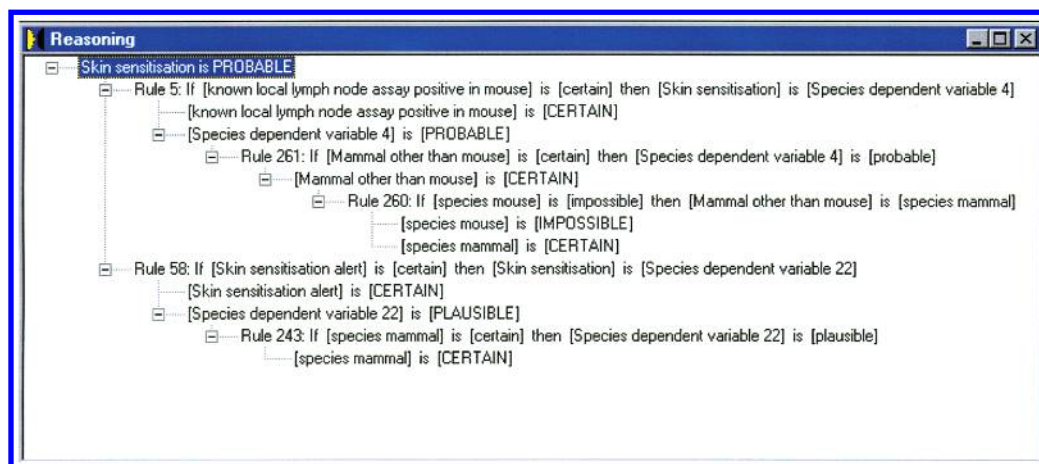 Reasoning
Skin sensitisation is PROBABLE
Rule 5: If [known local lymph node assay positive in mouse] is [certain] then [Skin sensitisation] is [Species dependent variable 4]
[known local lymph node assay positive in mouse] is [CERTAIN]
[Species dependent variable 4] is [PROBABLE]
Rule 261: If [Mammal other than mouse] is [certain] then [Species dependent variable 4] is [probable]
[Mammal other than mouse] is [CERTAIN]
Rule 260: If [species mouse] is [impossible] then [Mammal other than mouse] is [species mammal]
[species mouse] is [IMPOSSIBLE]
[species mammal] is [CERTAIN]
Rule 58: If [Skin sensitisation alert] is [certain] then [Skin sensitisation] is [Species dependent variable 22]
[Skin sensitisation alert] is [CERTAIN]
[Species dependent variable 22] is [PLAUSIBLE]
Rule 243: If [species mammal] is [certain] then [Species dependent variable 22] is [plausible]
[species mammal] is [CERTAIN]